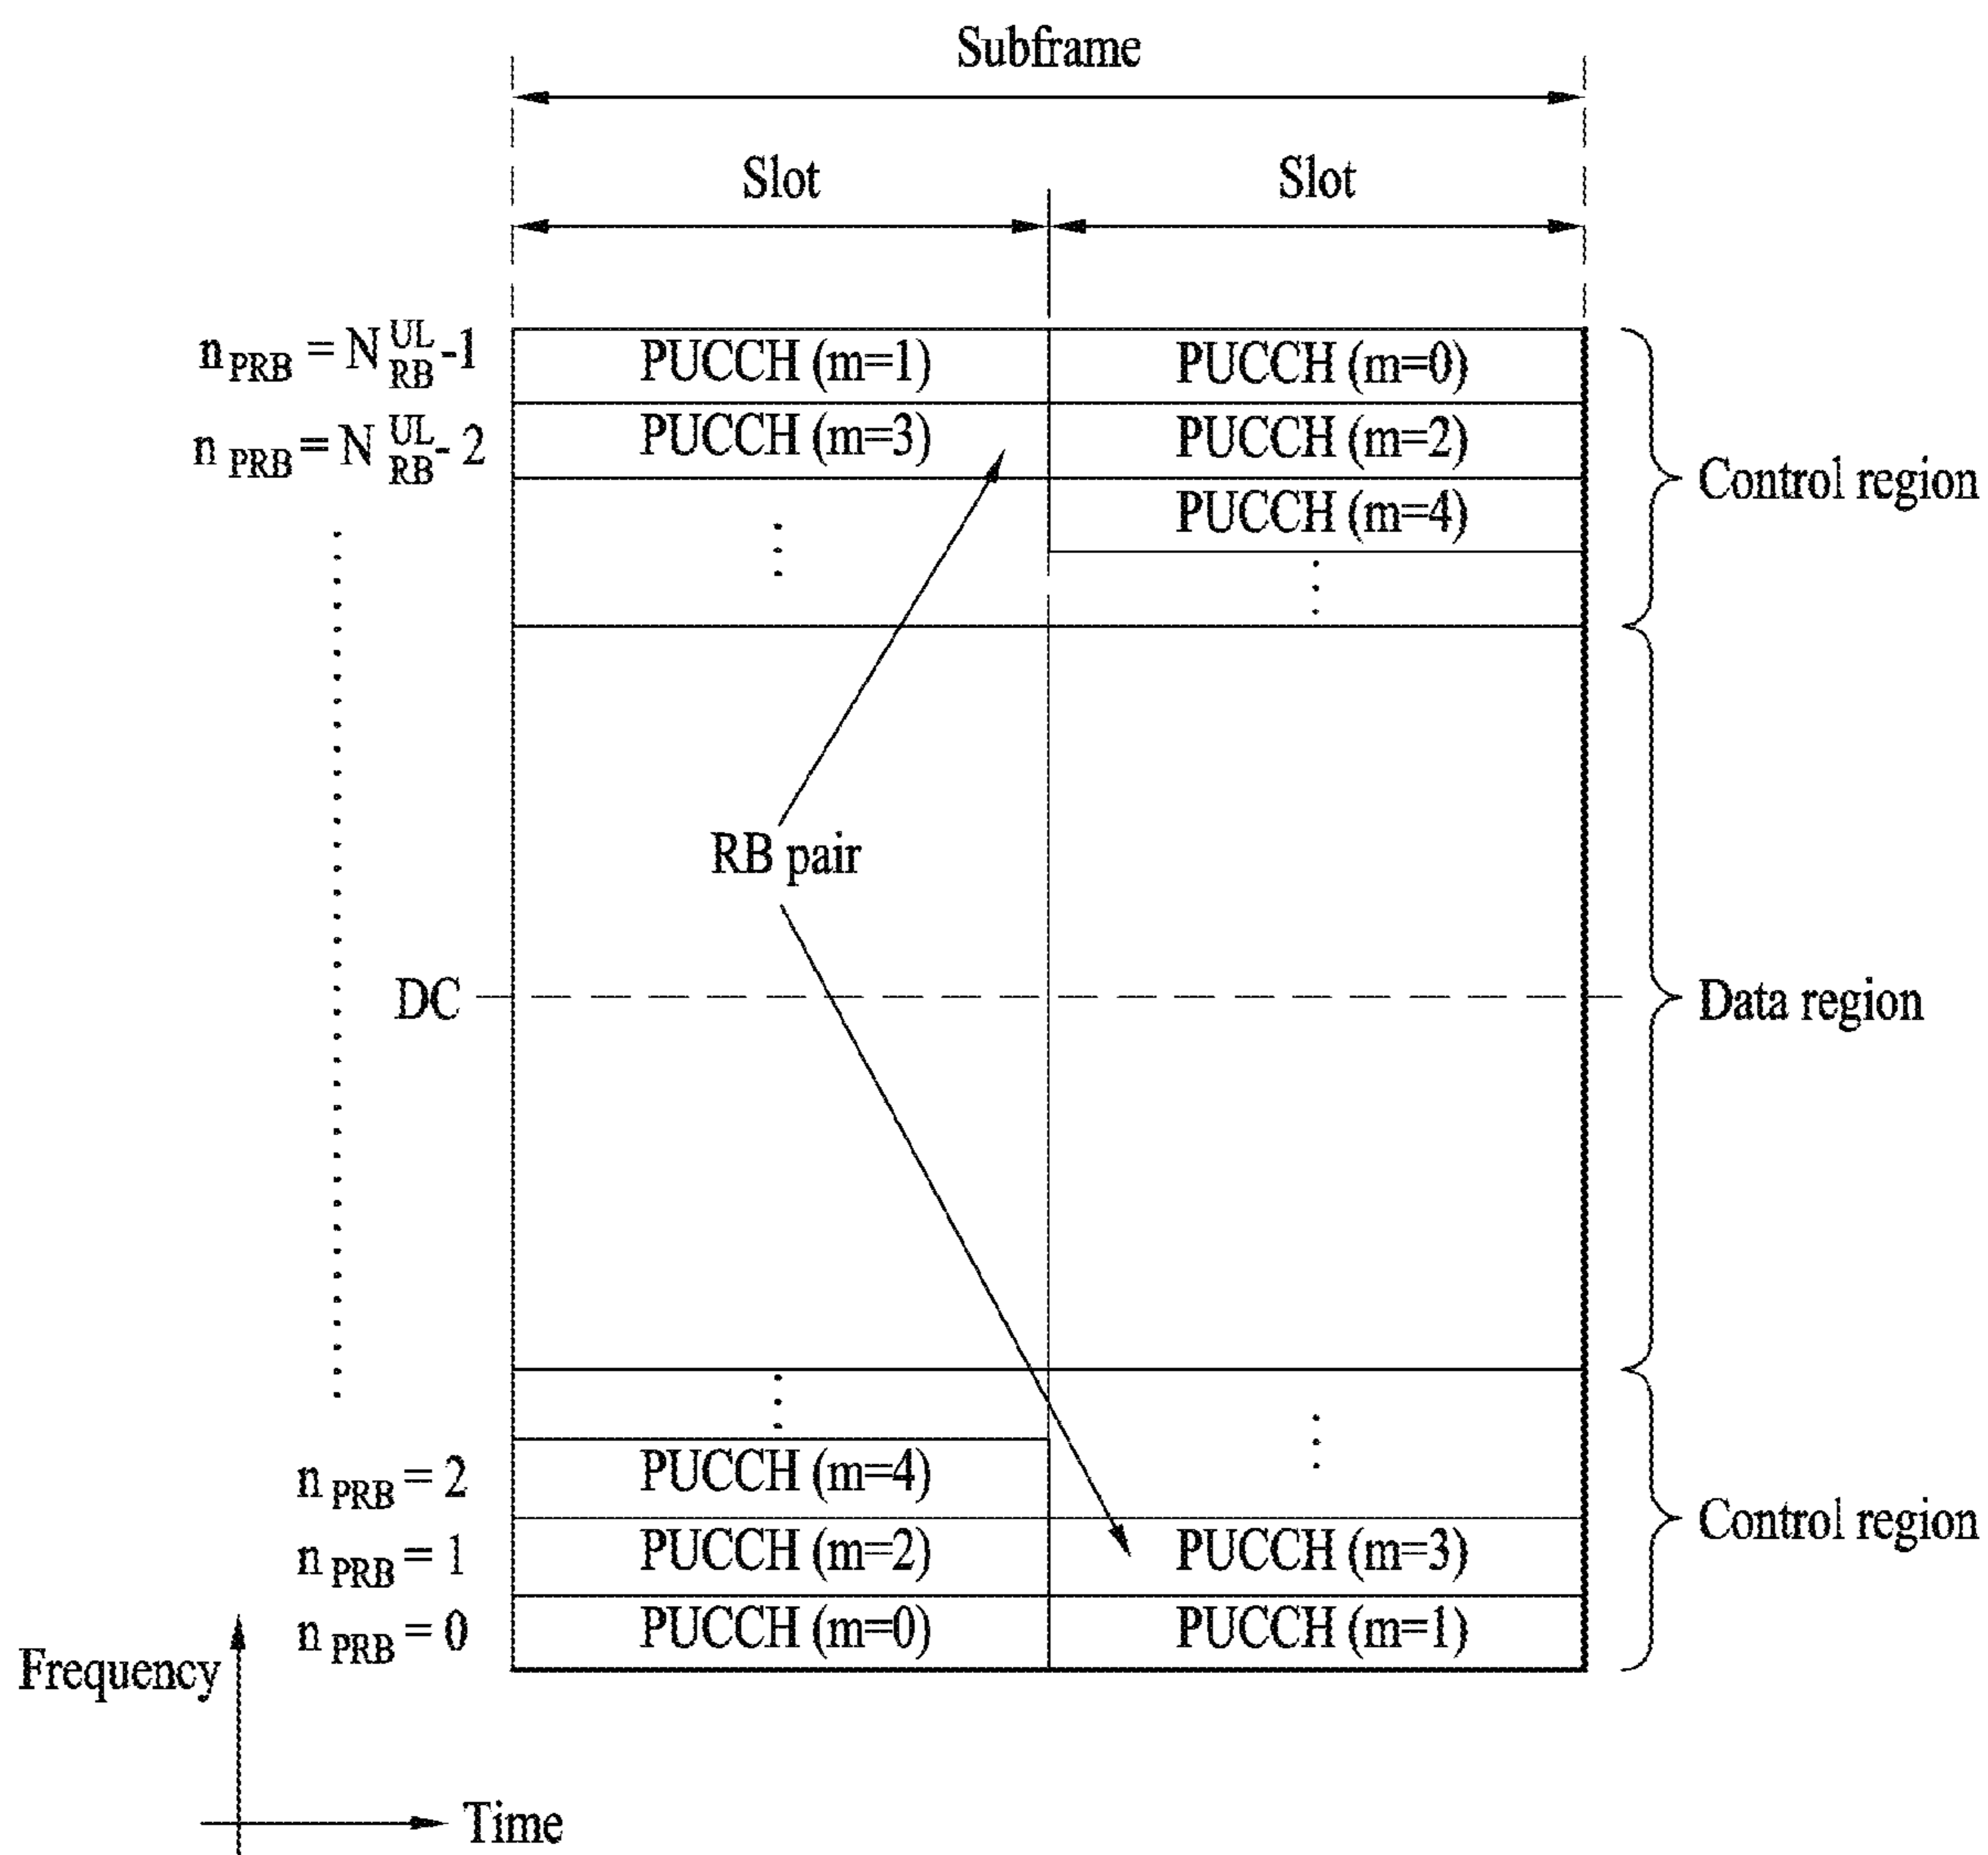 Subframe
Slot Slot
n PRB = N UL RB -1 PUCCH (m=1) PUCCH (m=0)
n PRB = N UL RB - 2 PUCCH (m=3) PUCCH (m=2)
Control region
PUCCH (m=4)
RB pair
DC
Data region
n PRB = 2 PUCCH (m=4)
Control region
n PRB = 1 PUCCH (m=2) PUCCH (m=3)
n PRB = 0 PUCCH (m=0) PUCCH (m=1)
Frequency
Time